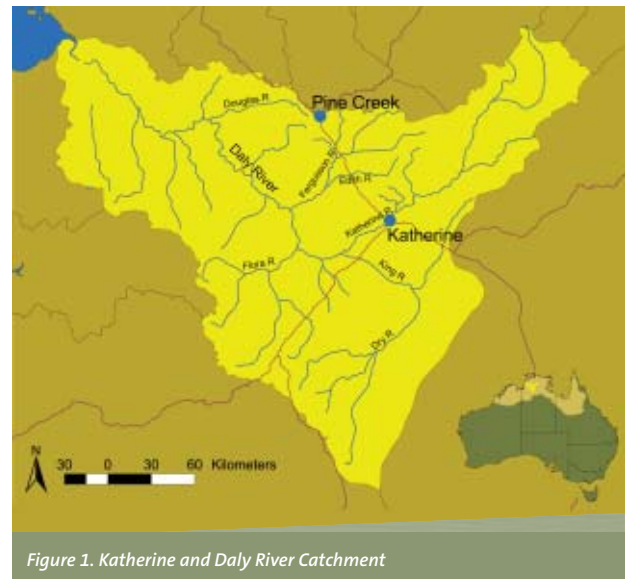 Douglas R
Pine Creek
Daly River
Fergusson R
Edith R
Katherine R
Katherine
Flora R
King R
Dry R
N
30 0 30 60 Kilometers
Figure 1. Katherine and Daly River Catchment